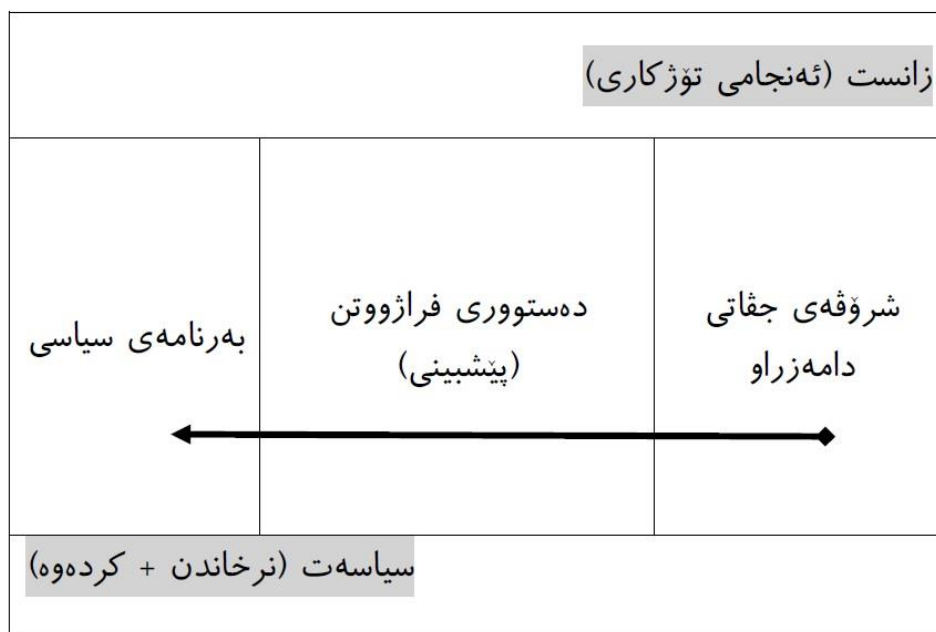 زانست (ئەنجامی تۆژکاری)
شرۆڤەی جڤاتی
دامەزراو
دەستووری فراژووتن
(پێشبینی)
بەرنامەی سیاسی
سیاسەت (نرخاندن + کردەوە)